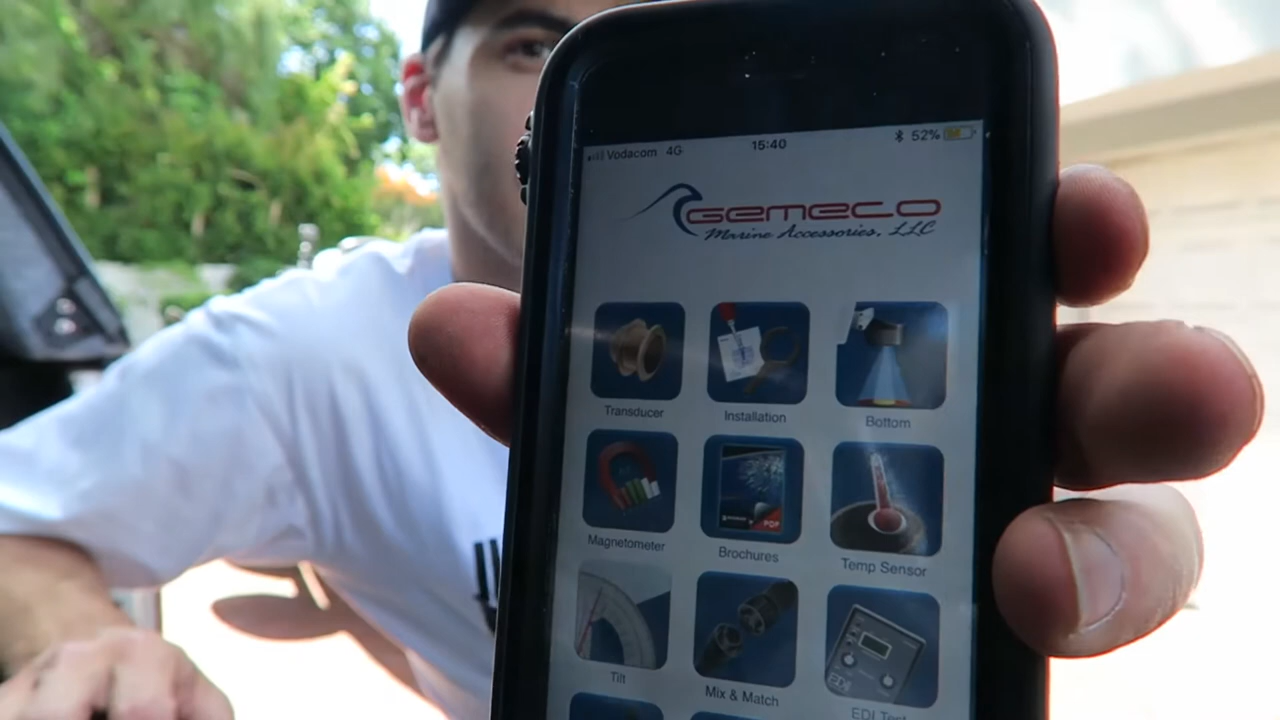 Vodacom 4G 15:40 52%
GEMECO
Marine Accessories, LLC
Transducer Installation Bottom
Magnetometer Brochures Temp Sensor
PDF
Tilt Mix & Match EDI Test
EDI